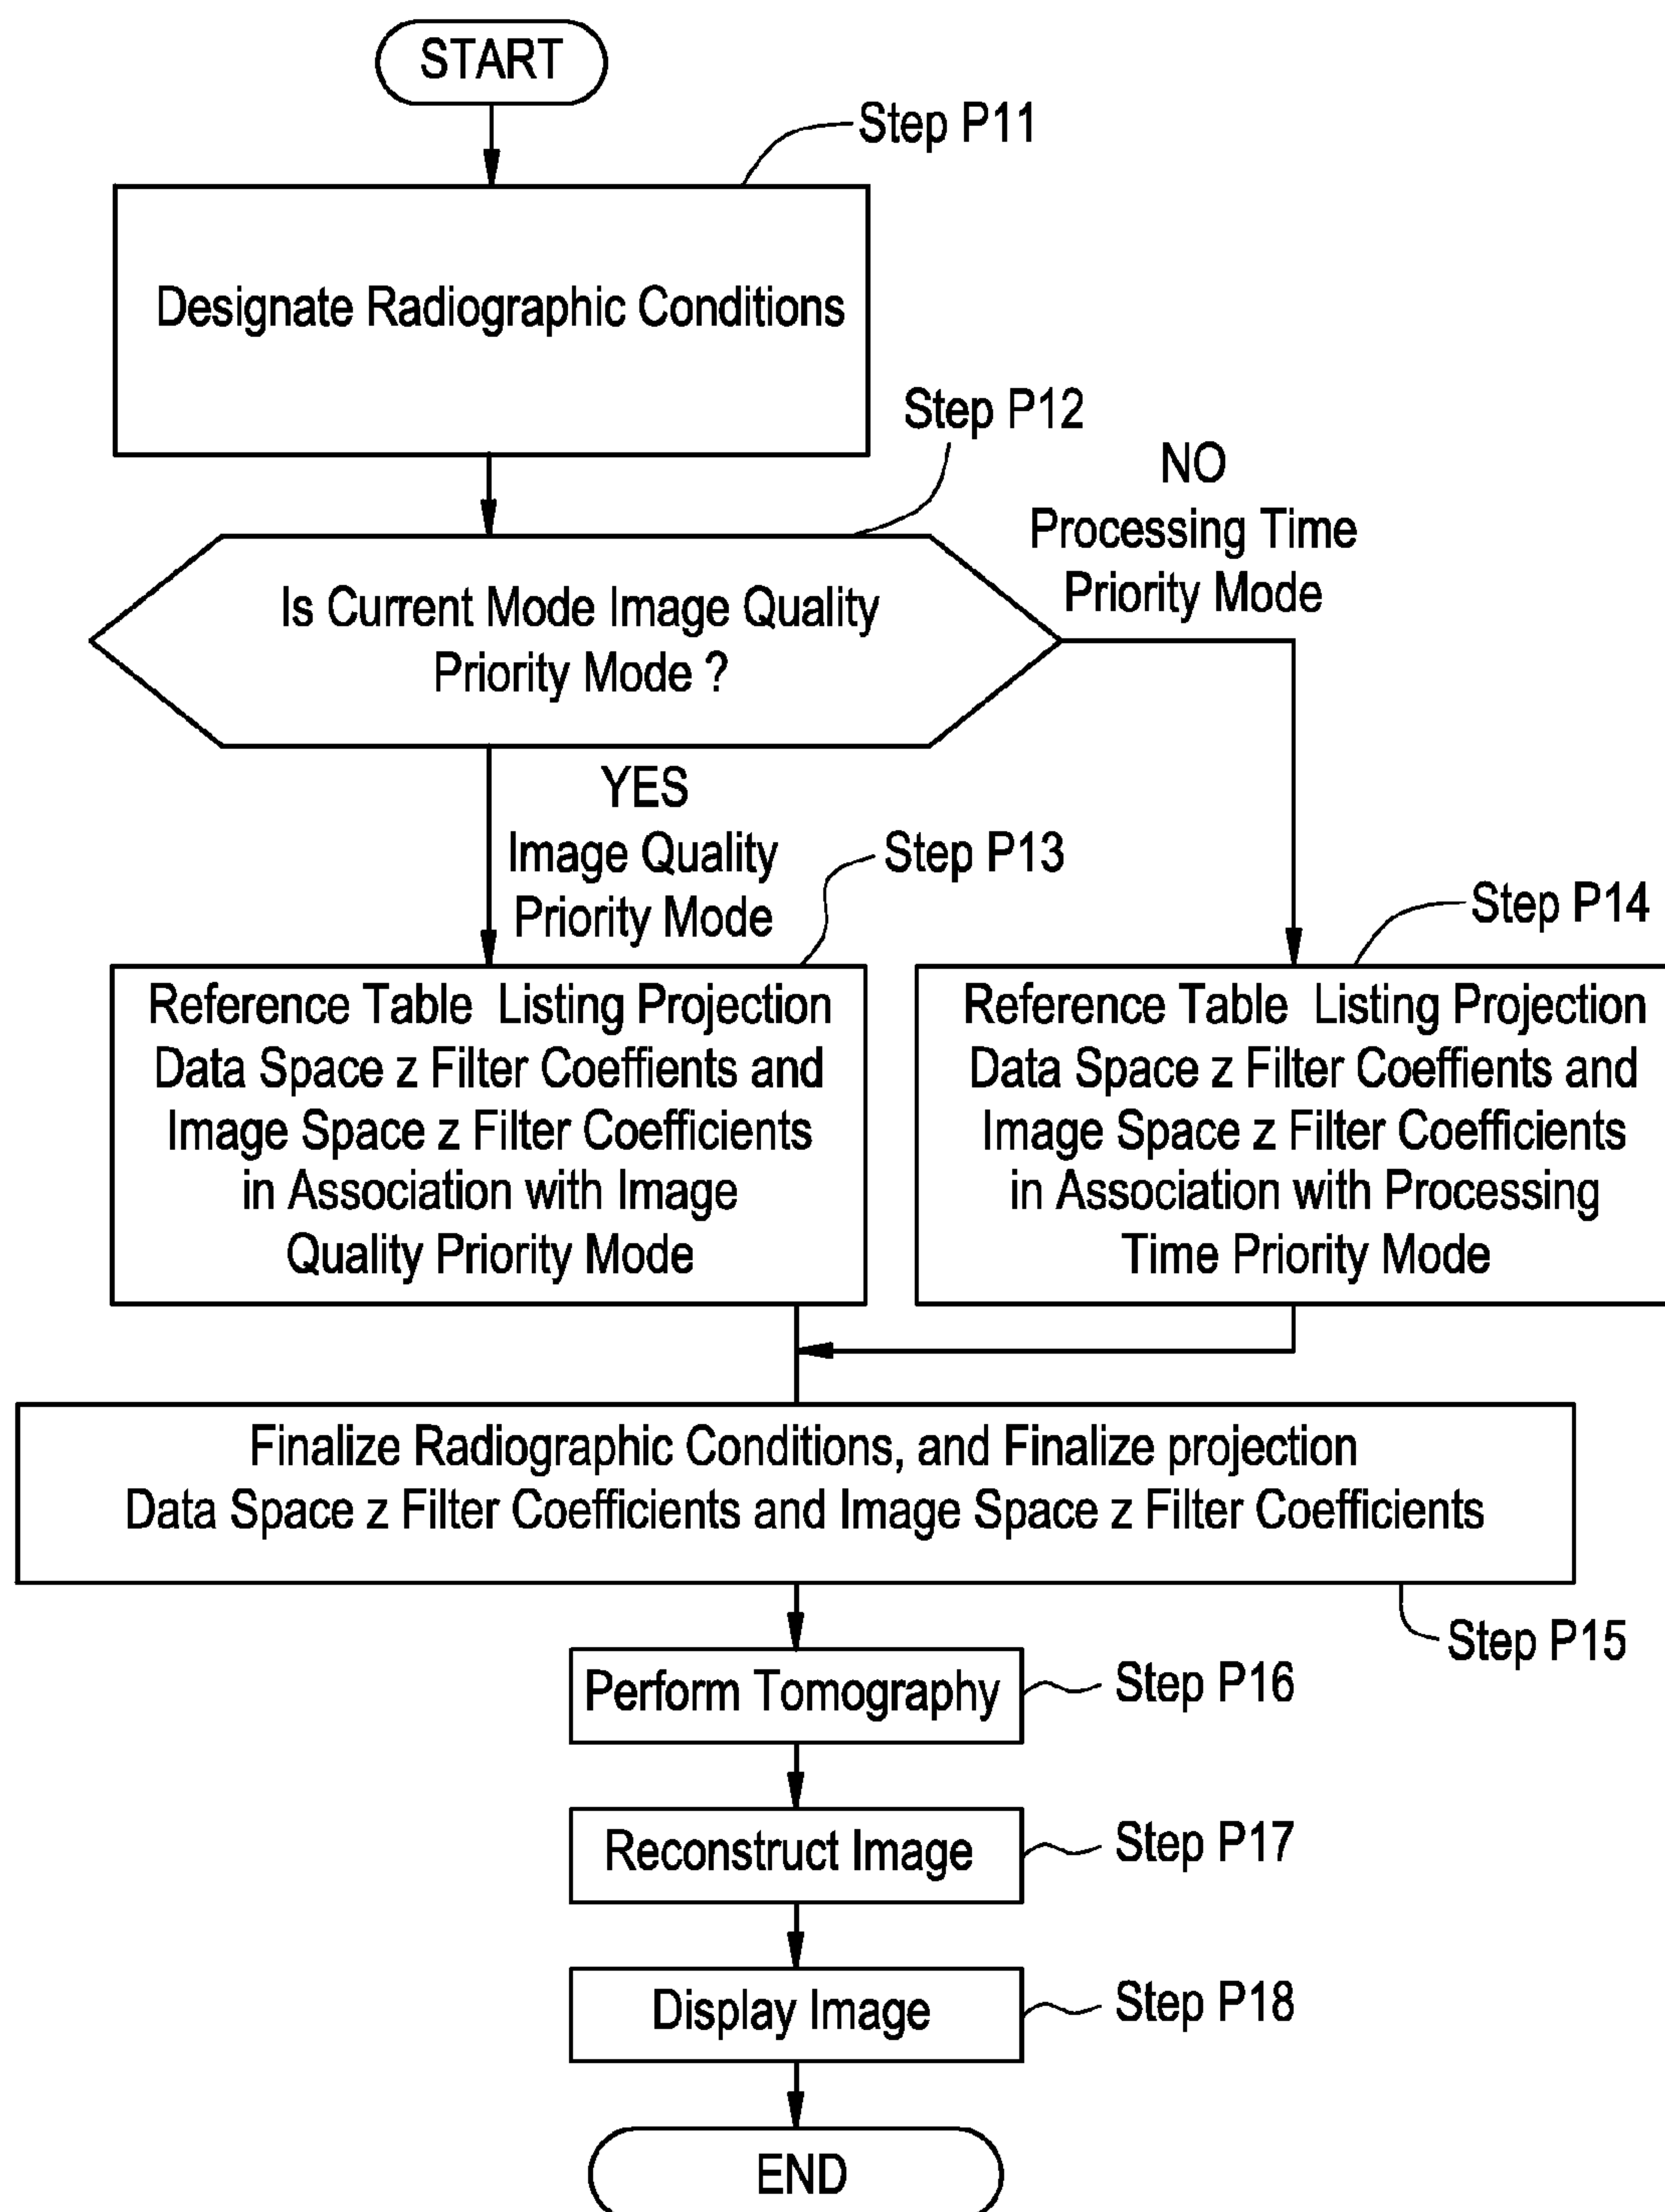 START
Step P11
Designate Radiographic Conditions
Step P12
NO
Processing Time
Priority Mode
Is Current Mode Image Quality
Priority Mode ?
YES
Image Quality
Priority Mode
Step P13
Step P14
Reference Table Listing Projection
Data Space z Filter Coeffients and
Image Space z Filter Coefficients
in Association with Image
Quality Priority Mode
Reference Table Listing Projection
Data Space z Filter Coeffients and
Image Space z Filter Coefficients
in Association with Processing
Time Priority Mode
Finalize Radiographic Conditions, and Finalize projection
Data Space z Filter Coefficients and Image Space z Filter Coefficients
Step P15
Perform Tomography
Step P16
Reconstruct Image
Step P17
Display Image
Step P18
END